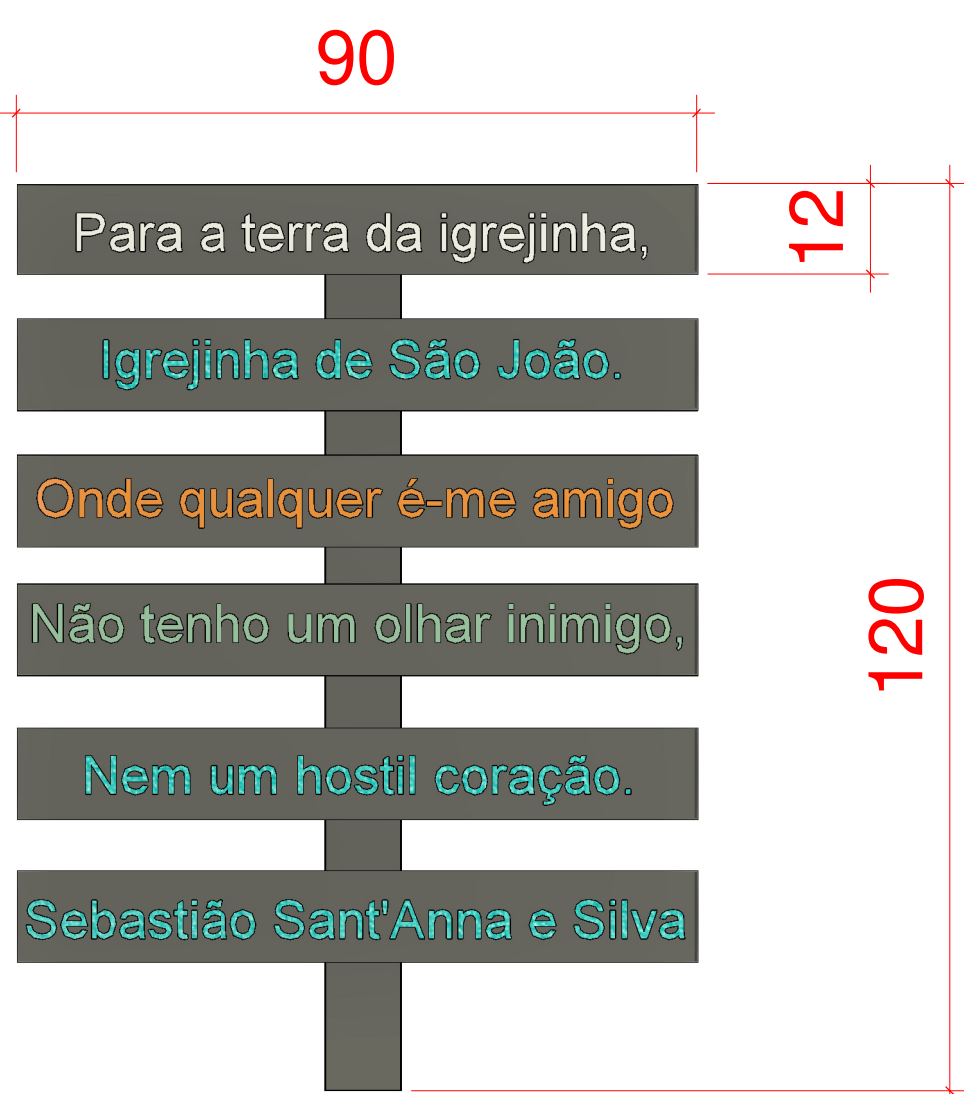 90
12
Para a terra da igrejinha,
Igrejinha de São João.
Onde qualquer é-me amigo
Não tenho um olhar inimigo,
120
Nem um hostil coração.
Sebastião Sant'Anna e Silva